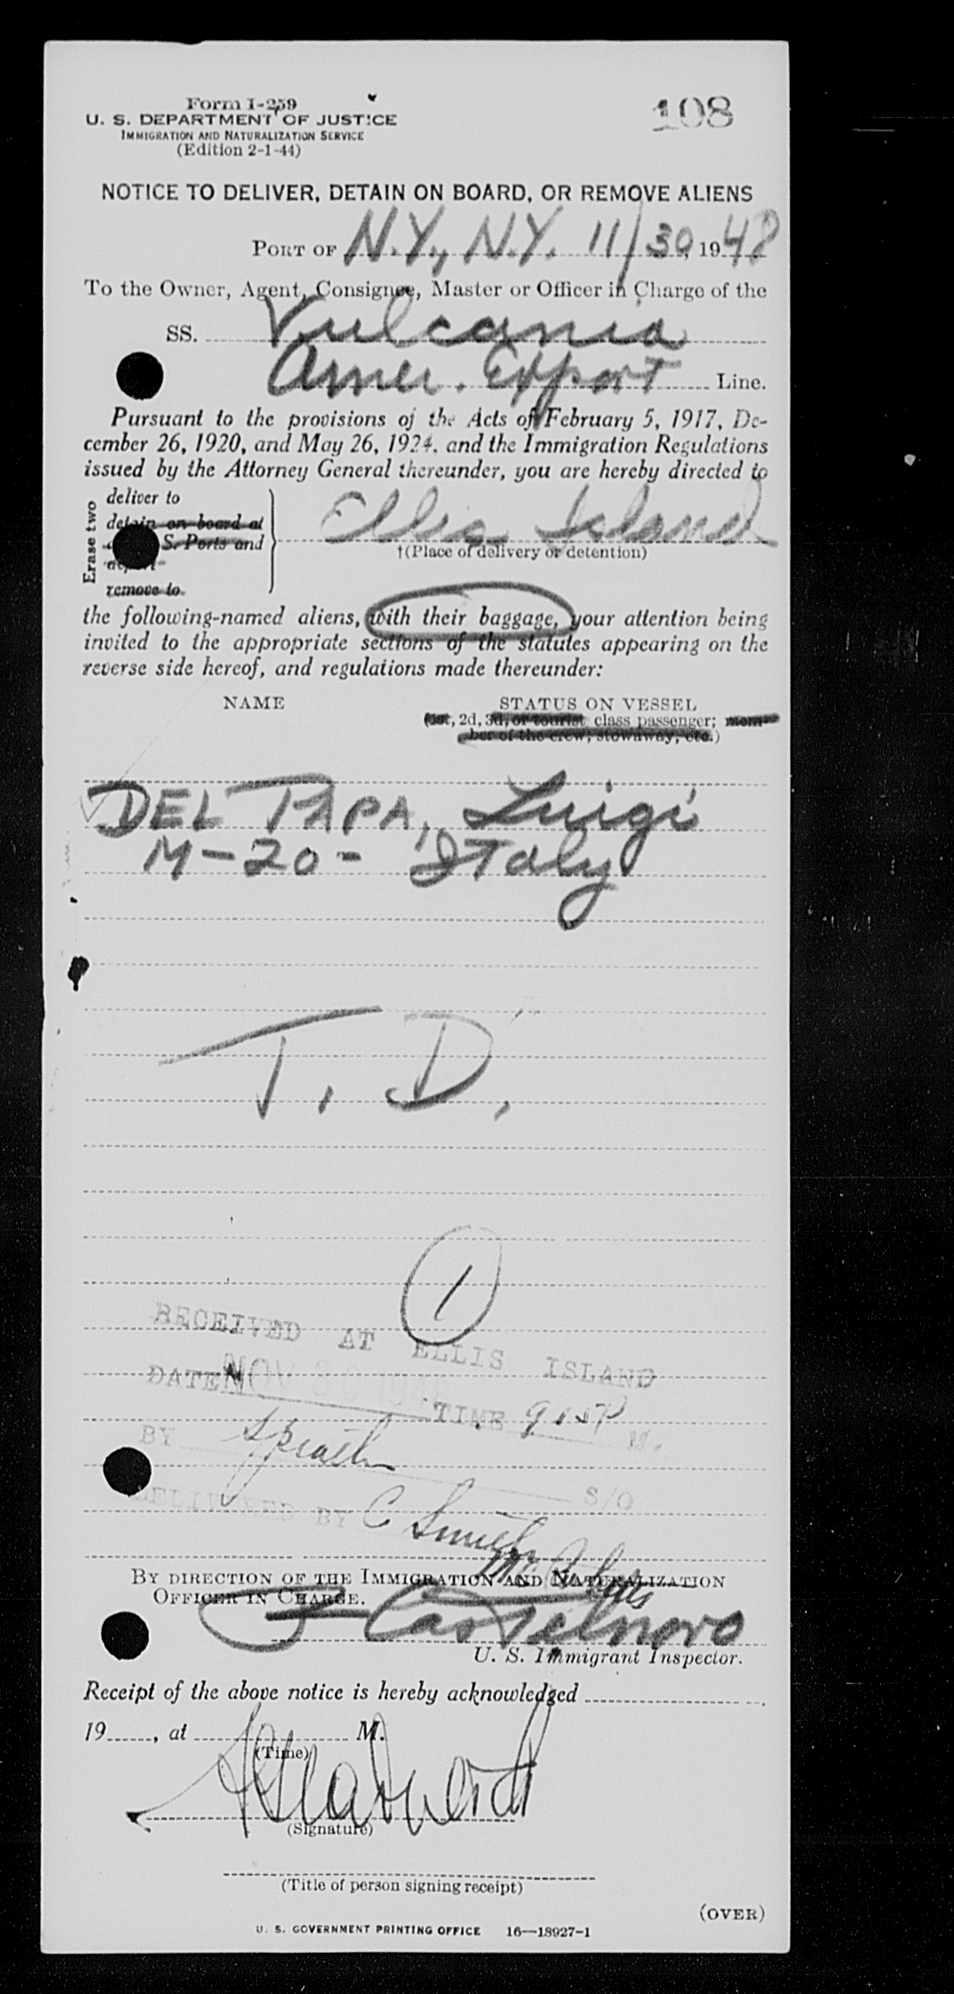 Form I-259
108
U. S. DEPARTMENT OF JUSTICE
IMMIGRATION AND NATURALIZATION SERVICE
(Edition 2-1-44)
NOTICE TO DELIVER, DETAIN ON BOARD, OR REMOVE ALIENS
PORT OF N.Y., N.Y. 11/30, 1948
To the Owner, Agent, Consignee, Master or Officer in Charge of the
SS. Vulcania
Amer. Export Line.
Pursuant to the provisions of the Acts of February 5, 1917, De-
cember 26, 1920, and May 26, 1924, and the Immigration Regulations
issued by the Attorney General thereunder, you are hereby directed to
Erase two
deliver to
detain on board at
S. Ports and
remove to
Ellis Island
†(Place of delivery or detention)
the following-named aliens, with their baggage, your attention being
invited to the appropriate sections of the statutes appearing on the
reverse side hereof, and regulations made thereunder:
NAME
STATUS ON VESSEL
(1st, 2d, 3d, or tourist class passenger; mem-
ber of the crew; stowaway, etc.)
DEL PAPA, Luigi
M-20- Italy
T. D.
1
RECEIVED AT ELLIS ISLAND
DATE NOV 30 1948 TIME M.
BY S/O
DELIVERED BY C Smith
BY DIRECTION OF THE IMMIGRATION AND NATURALIZATION
OFFICER IN CHARGE.
J Castelnovo
U. S. Immigrant Inspector.
Receipt of the above notice is hereby acknowledged
19, at M.
(Time)
(Signature)
(Title of person signing receipt)
(OVER)
U. S. GOVERNMENT PRINTING OFFICE 16—18927-1